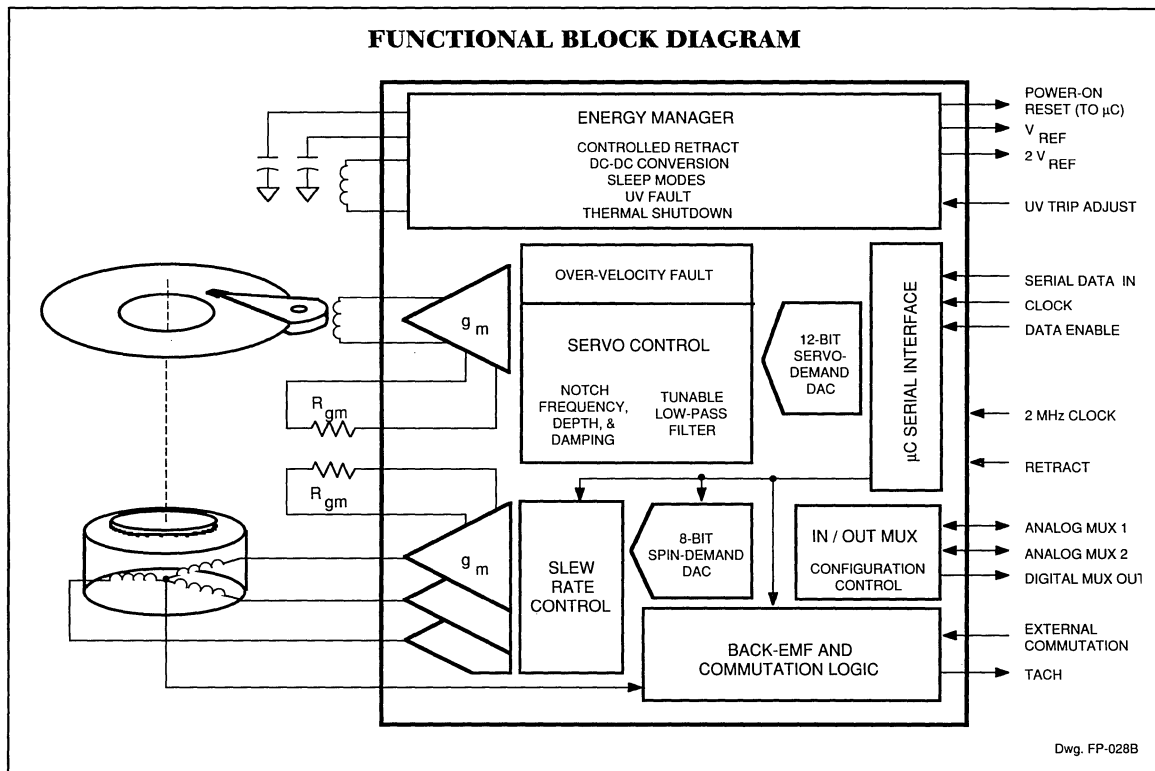 FUNCTIONAL BLOCK DIAGRAM
ENERGY MANAGER
CONTROLLED RETRACT
DC-DC CONVERSION
SLEEP MODES
UV FAULT
THERMAL SHUTDOWN
POWER-ON
RESET (TO µC)
V REF
2 V REF
UV TRIP ADJUST
OVER-VELOCITY FAULT
SERVO CONTROL
NOTCH
FREQUENCY,
DEPTH, &
DAMPING
TUNABLE
LOW-PASS
FILTER
12-BIT
SERVO-
DEMAND
DAC
µC SERIAL INTERFACE
SERIAL DATA IN
CLOCK
DATA ENABLE
2 MHz CLOCK
RETRACT
gm
Rgm
Rgm
gm
SLEW
RATE
CONTROL
8-BIT
SPIN-DEMAND
DAC
IN / OUT MUX
CONFIGURATION
CONTROL
ANALOG MUX 1
ANALOG MUX 2
DIGITAL MUX OUT
BACK-EMF AND
COMMUTATION LOGIC
EXTERNAL
COMMUTATION
TACH
Dwg. FP-028B